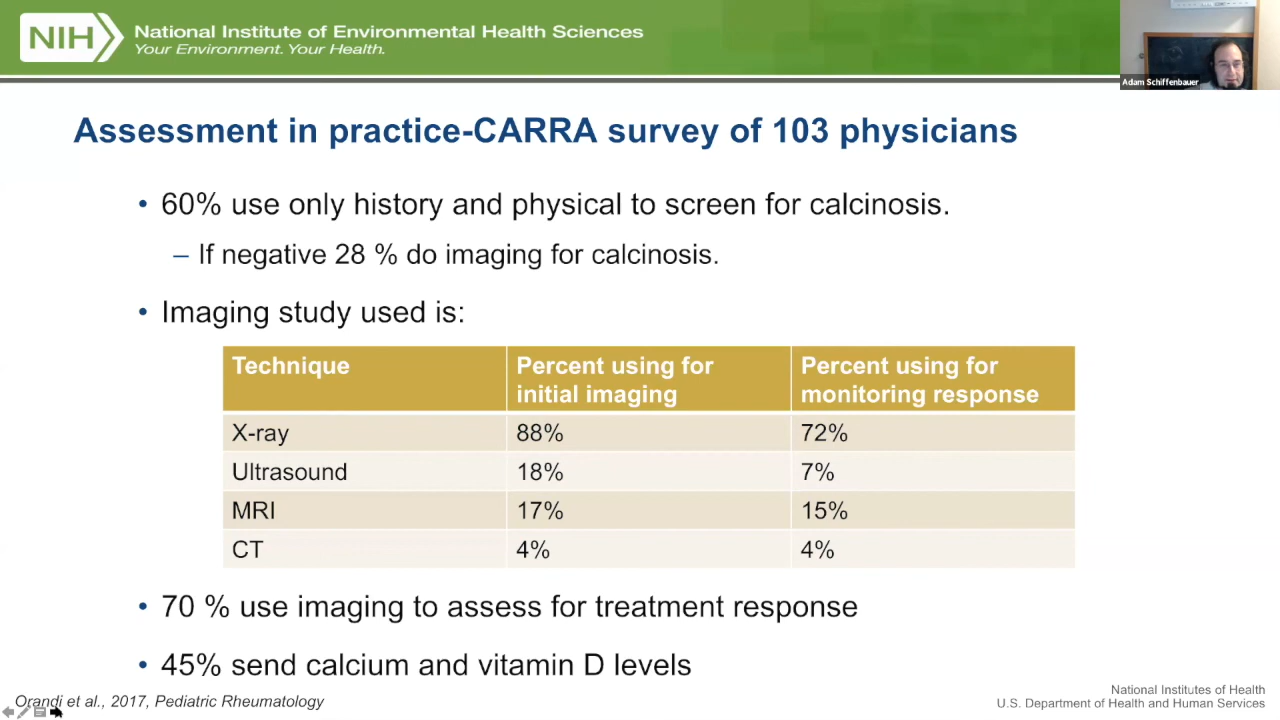 NIH National Institute of Environmental Health Sciences
Your Environment. Your Health.
Adam Schiffenbauer
Assessment in practice-CARRA survey of 103 physicians
• 60% use only history and physical to screen for calcinosis.
– If negative 28 % do imaging for calcinosis.
• Imaging study used is:
Technique Percent using for initial imaging Percent using for monitoring response
X-ray 88% 72%
Ultrasound 18% 7%
MRI 17% 15%
CT 4% 4%
• 70 % use imaging to assess for treatment response
• 45% send calcium and vitamin D levels
Orandi et al., 2017, Pediatric Rheumatology
National Institutes of Health
U.S. Department of Health and Human Services